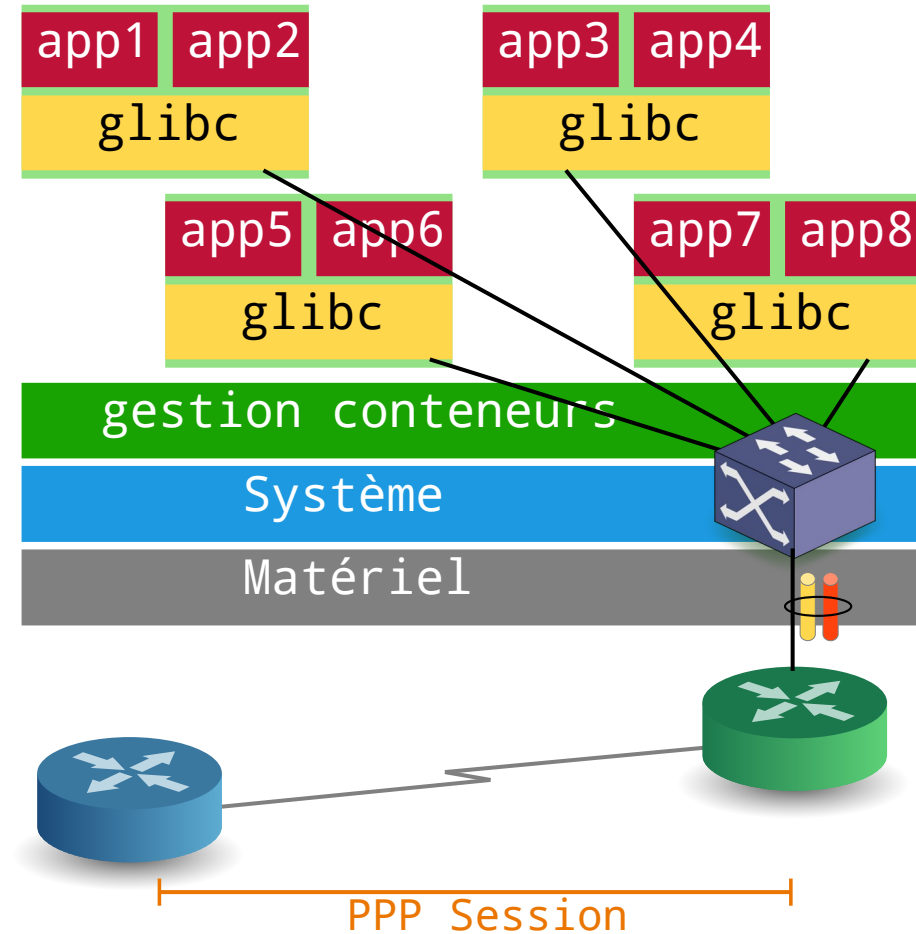 app1 app2 app3 app4
glibc glibc
app5 app6 app7 app8
glibc glibc
gestion conteneurs
Système
Matériel
PPP Session